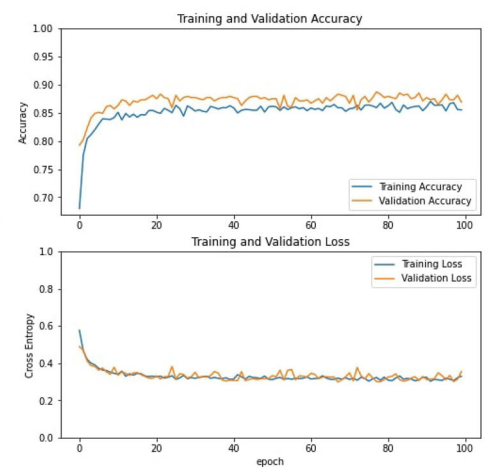 Training and Validation Accuracy
1.00
0.95
0.90
0.85
0.80
0.75
0.70
Accuracy
Training Accuracy
Validation Accuracy
0 20 40 60 80 100
Training and Validation Loss
1.0
0.8
0.6
0.4
0.2
0.0
Cross Entropy
Training Loss
Validation Loss
0 20 40 60 80 100
epoch